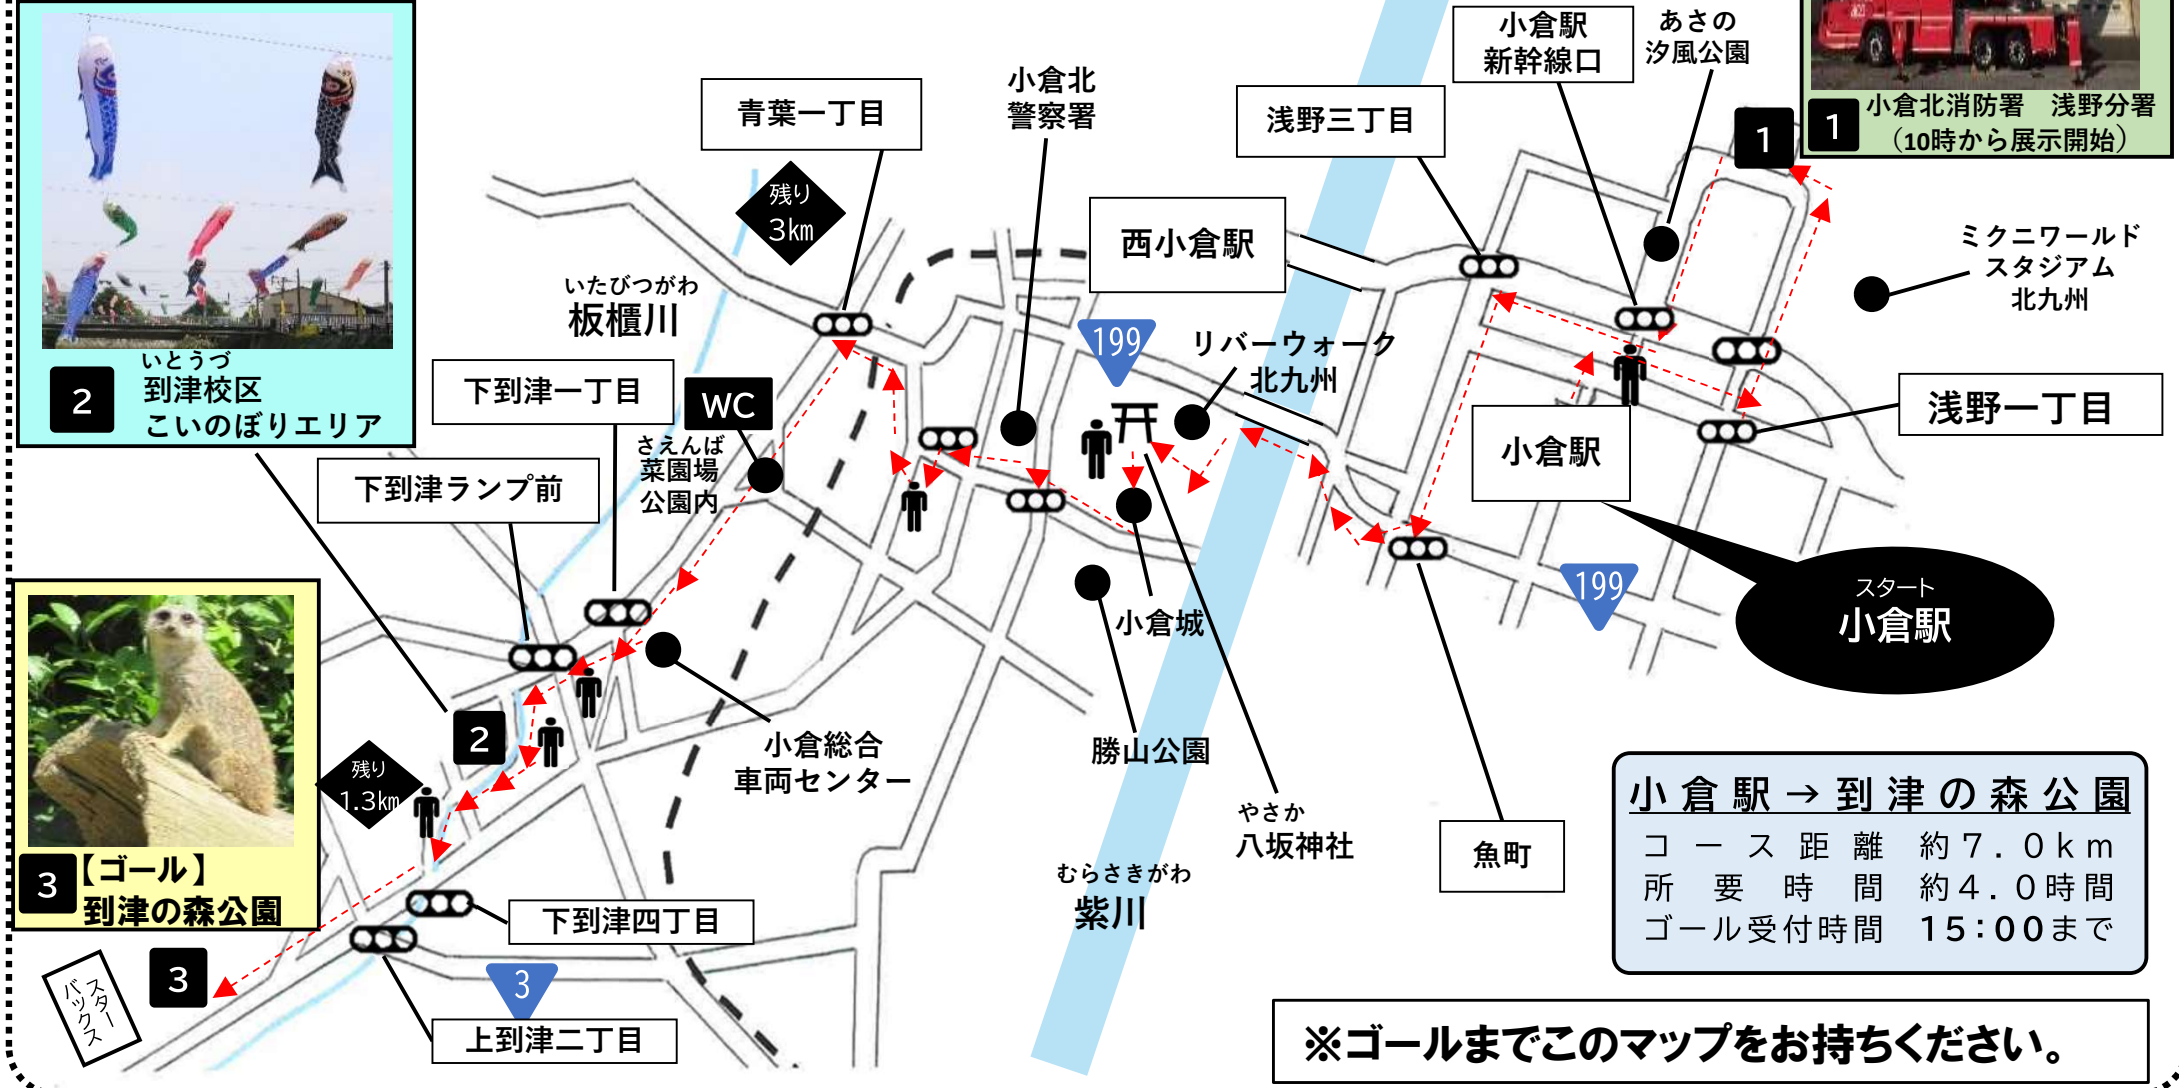 いとうづ
2 到津校区
こいのぼりエリア
青葉一丁目
小倉北
警察署
浅野三丁目
小倉駅
新幹線口
あさの
汐風公園
1
1 小倉北消防署 浅野分署
(10時から展示開始)
残り
3km
西小倉駅
ミクニワールド
スタジアム
北九州
いたびつがわ
板櫃川
199
リバーウォーク
北九州
下到津一丁目
WC
さえんば
菜園場
公園内
浅野一丁目
小倉駅
下到津ランプ前
199
スタート
小倉駅
小倉城
2
小倉総合
車両センター
勝山公園
残り
1.3km
やさか
八坂神社
魚町
むらさきがわ
紫川
3 【ゴール】
到津の森公園
下到津四丁目
3
スター
バックス
3
上到津二丁目
小倉駅→到津の森公園
コース距離 約7.0km
所要時間 約4.0時間
ゴール受付時間 15:00まで
※ゴールまでこのマップをお持ちください。